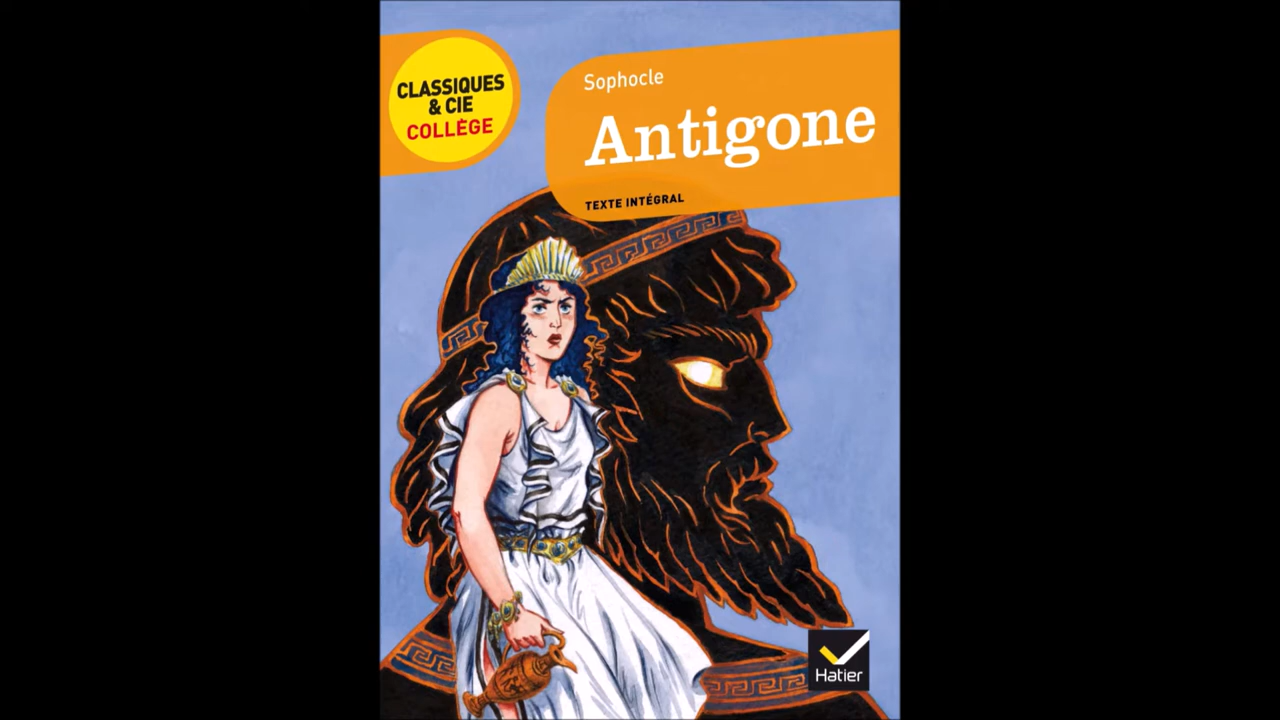 CLASSIQUES
& CIE
COLLÈGE
Sophocle
Antigone
TEXTE INTÉGRAL
Hatier